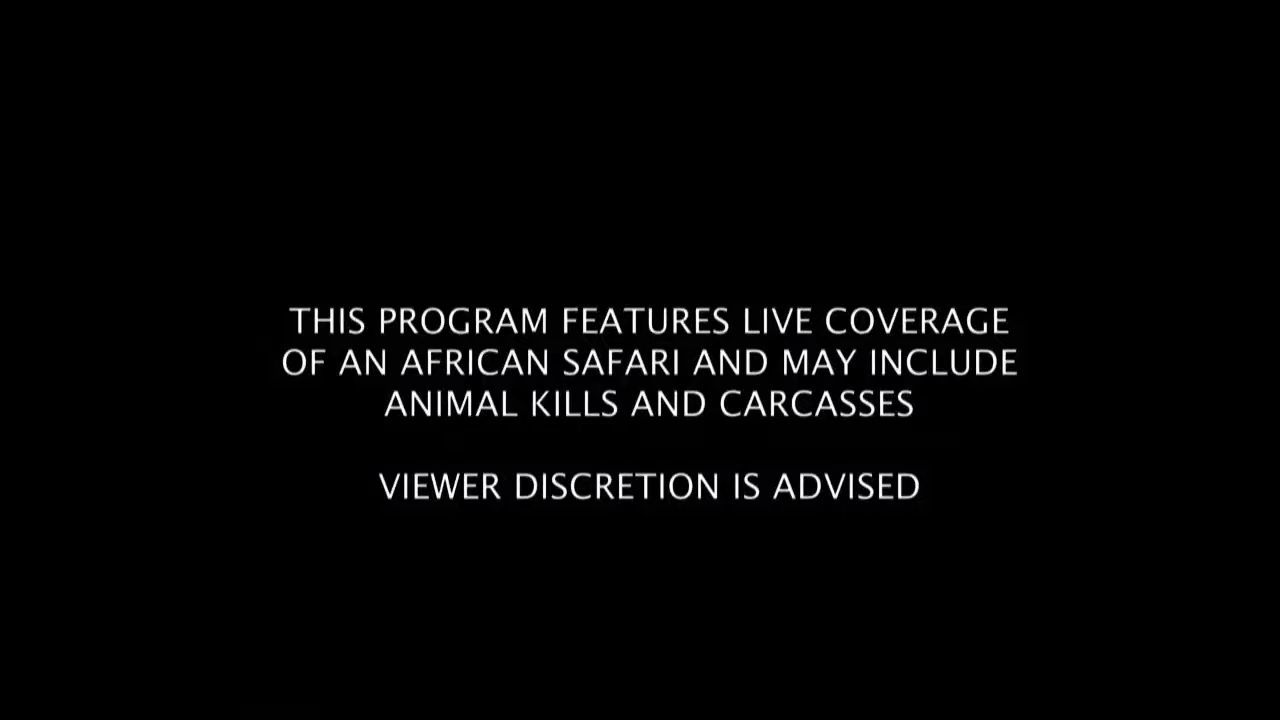 THIS PROGRAM FEATURES LIVE COVERAGE
OF AN AFRICAN SAFARI AND MAY INCLUDE
ANIMAL KILLS AND CARCASSES
VIEWER DISCRETION IS ADVISED